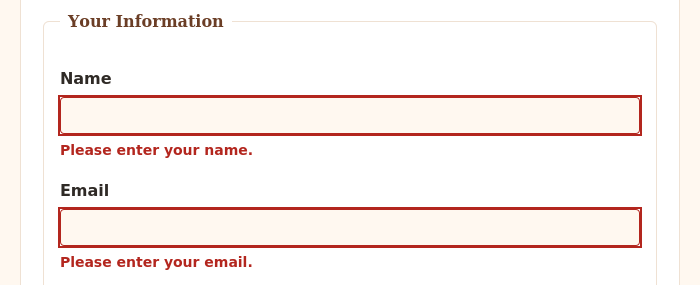 Your Information
Name
Please enter your name.
Email
Please enter your email.